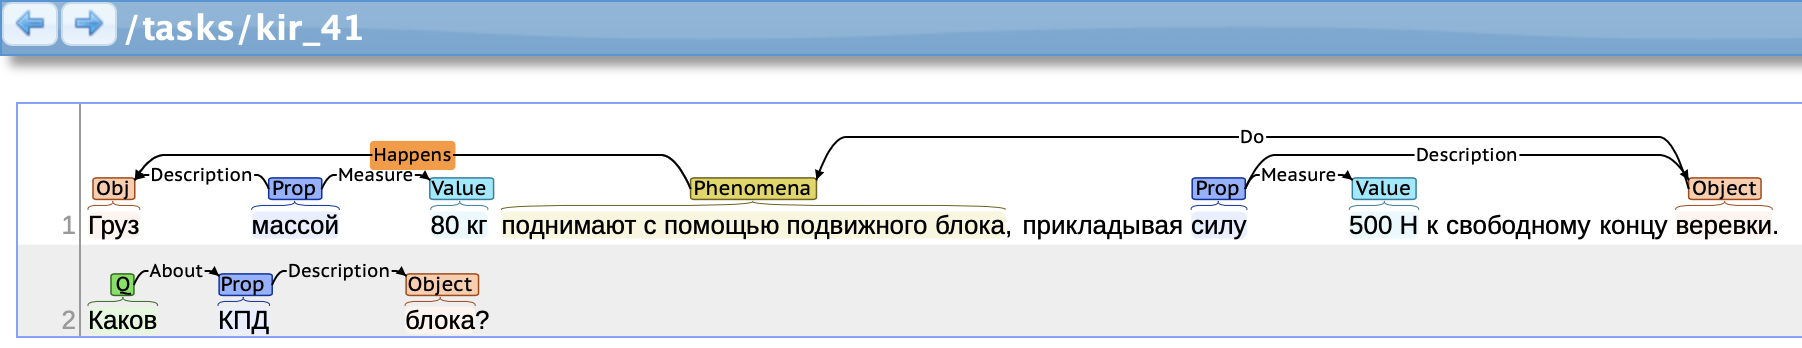 /tasks/kir_41
Do
Happens Description
Obj Description Prop Measure Value Phenomena Prop Measure Value Object
1 Груз массой 80 кг поднимают с помощью подвижного блока, прикладывая силу 500 Н к свободному концу веревки.
Q About Prop Description Object
2 Каков КПД блока?